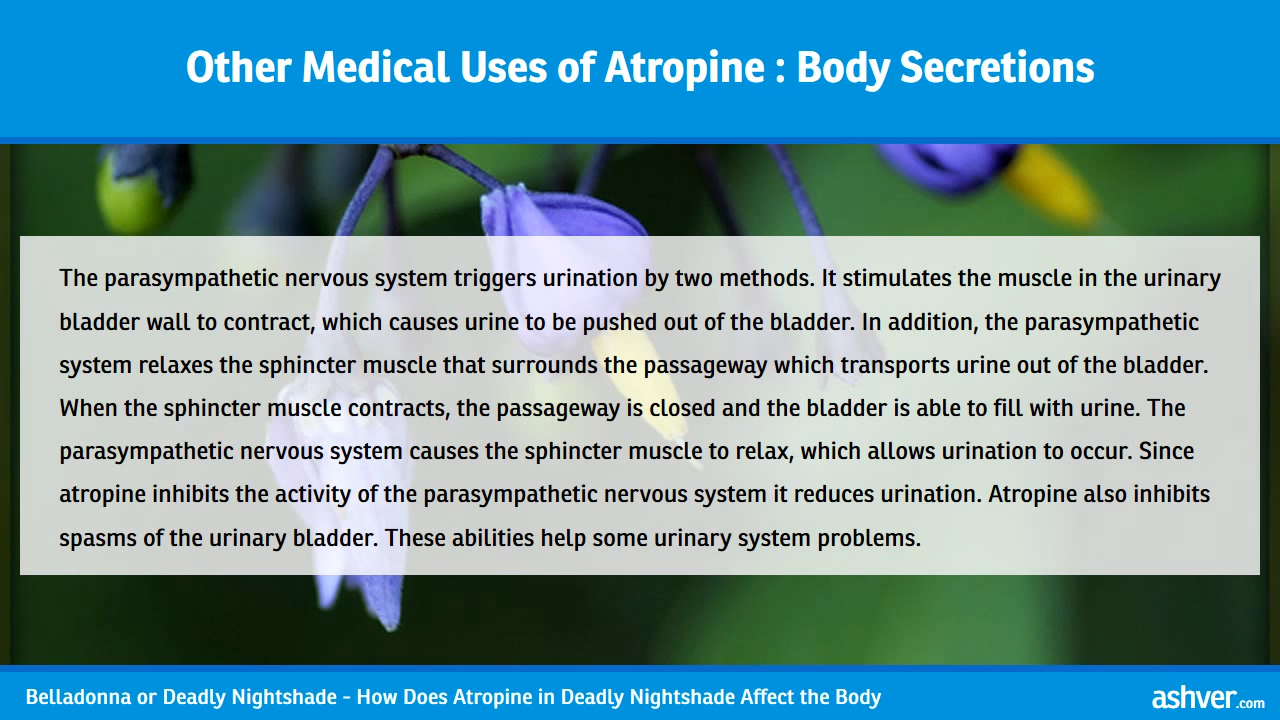 Other Medical Uses of Atropine : Body Secretions
The parasympathetic nervous system triggers urination by two methods. It stimulates the muscle in the urinary
bladder wall to contract, which causes urine to be pushed out of the bladder. In addition, the parasympathetic
system relaxes the sphincter muscle that surrounds the passageway which transports urine out of the bladder.
When the sphincter muscle contracts, the passageway is closed and the bladder is able to fill with urine. The
parasympathetic nervous system causes the sphincter muscle to relax, which allows urination to occur. Since
atropine inhibits the activity of the parasympathetic nervous system it reduces urination. Atropine also inhibits
spasms of the urinary bladder. These abilities help some urinary system problems.
Belladonna or Deadly Nightshade - How Does Atropine in Deadly Nightshade Affect the Body
ashver.com